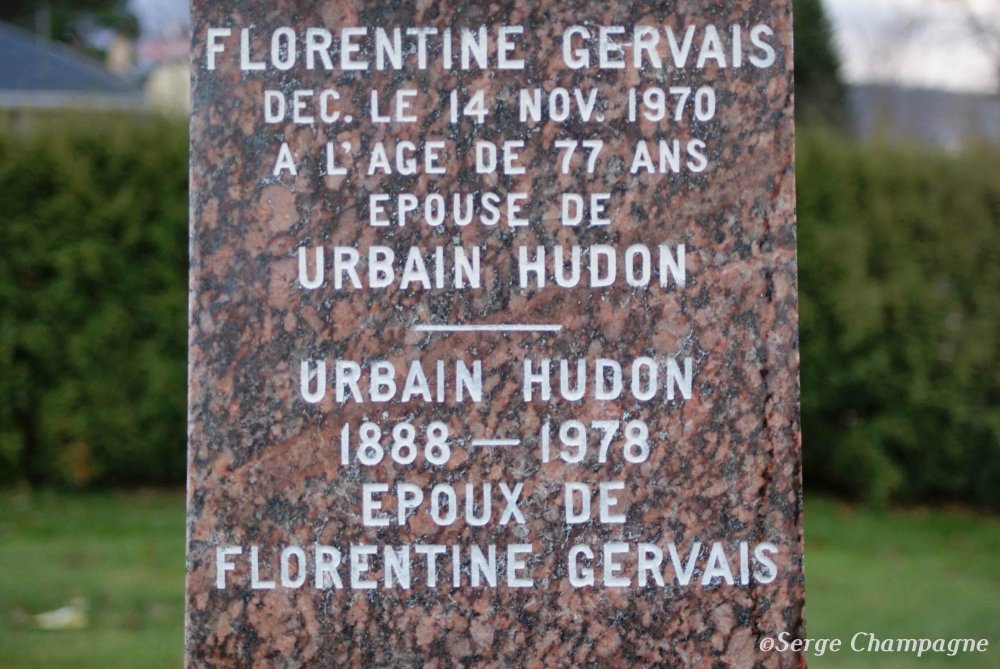 FLORENTINE GERVAIS
DEC. LE 14 NOV. 1970
A L'AGE DE 77 ANS
EPOUSE DE
URBAIN HUDON
URBAIN HUDON
1888 — 1978
EPOUX DE
FLORENTINE GERVAIS
©Serge Champagne